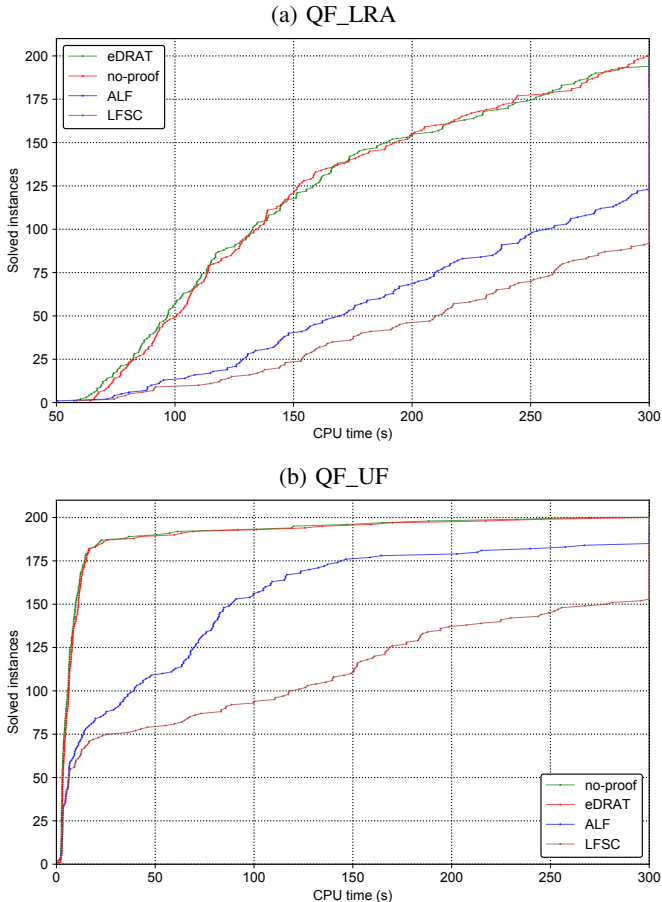 (a) QF_LRA
200
175
150
125
100
75
50
25
0
Solved instances
eDRAT
no-proof
ALF
LFSC
50 100 150 200 250 300
CPU time (s)
(b) QF_UF
200
175
150
125
100
75
50
25
0
Solved instances
no-proof
eDRAT
ALF
LFSC
0 50 100 150 200 250 300
CPU time (s)